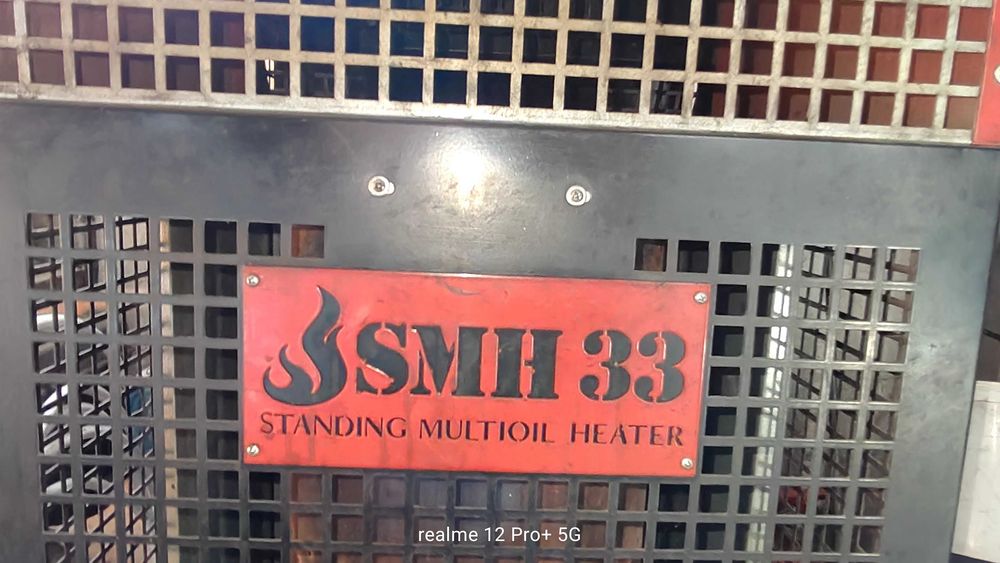 SMH 33
STANDING MULTIOIL HEATER
realme 12 Pro+ 5G